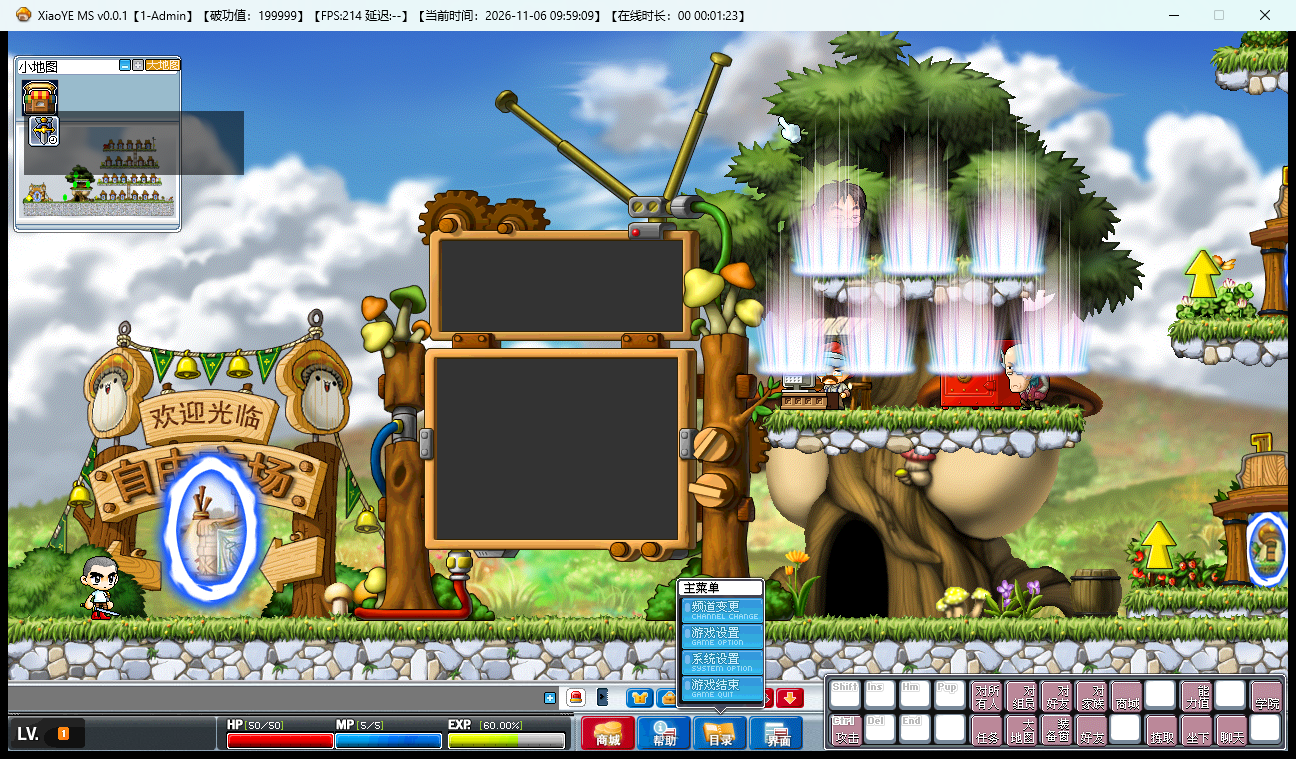 XiaoYE MS v0.0.1【1-Admin】【破功值：199999】【FPS:214 延迟:--】【当前时间：2026-11-06 09:59:09】【在线时长：00 00:01:23】
小地图
大地图
欢迎光临
自由市场
主菜单
频道变更
CHANNEL CHANGE
游戏设置
GAME OPTION
系统设置
SYSTEM OPTION
游戏结束
GAME QUIT
LV. 1
HP[50/50] MP[5/5] EXP. [60.00%]
商城 帮助 目录 界面
Shift Ins Hm Pup 对所有人 对组员 对好友 对家族 商城 能力值 学院
Ctrl 攻击 Del End 任务 大地图 装备窗 好友 拣取 坐下 聊天